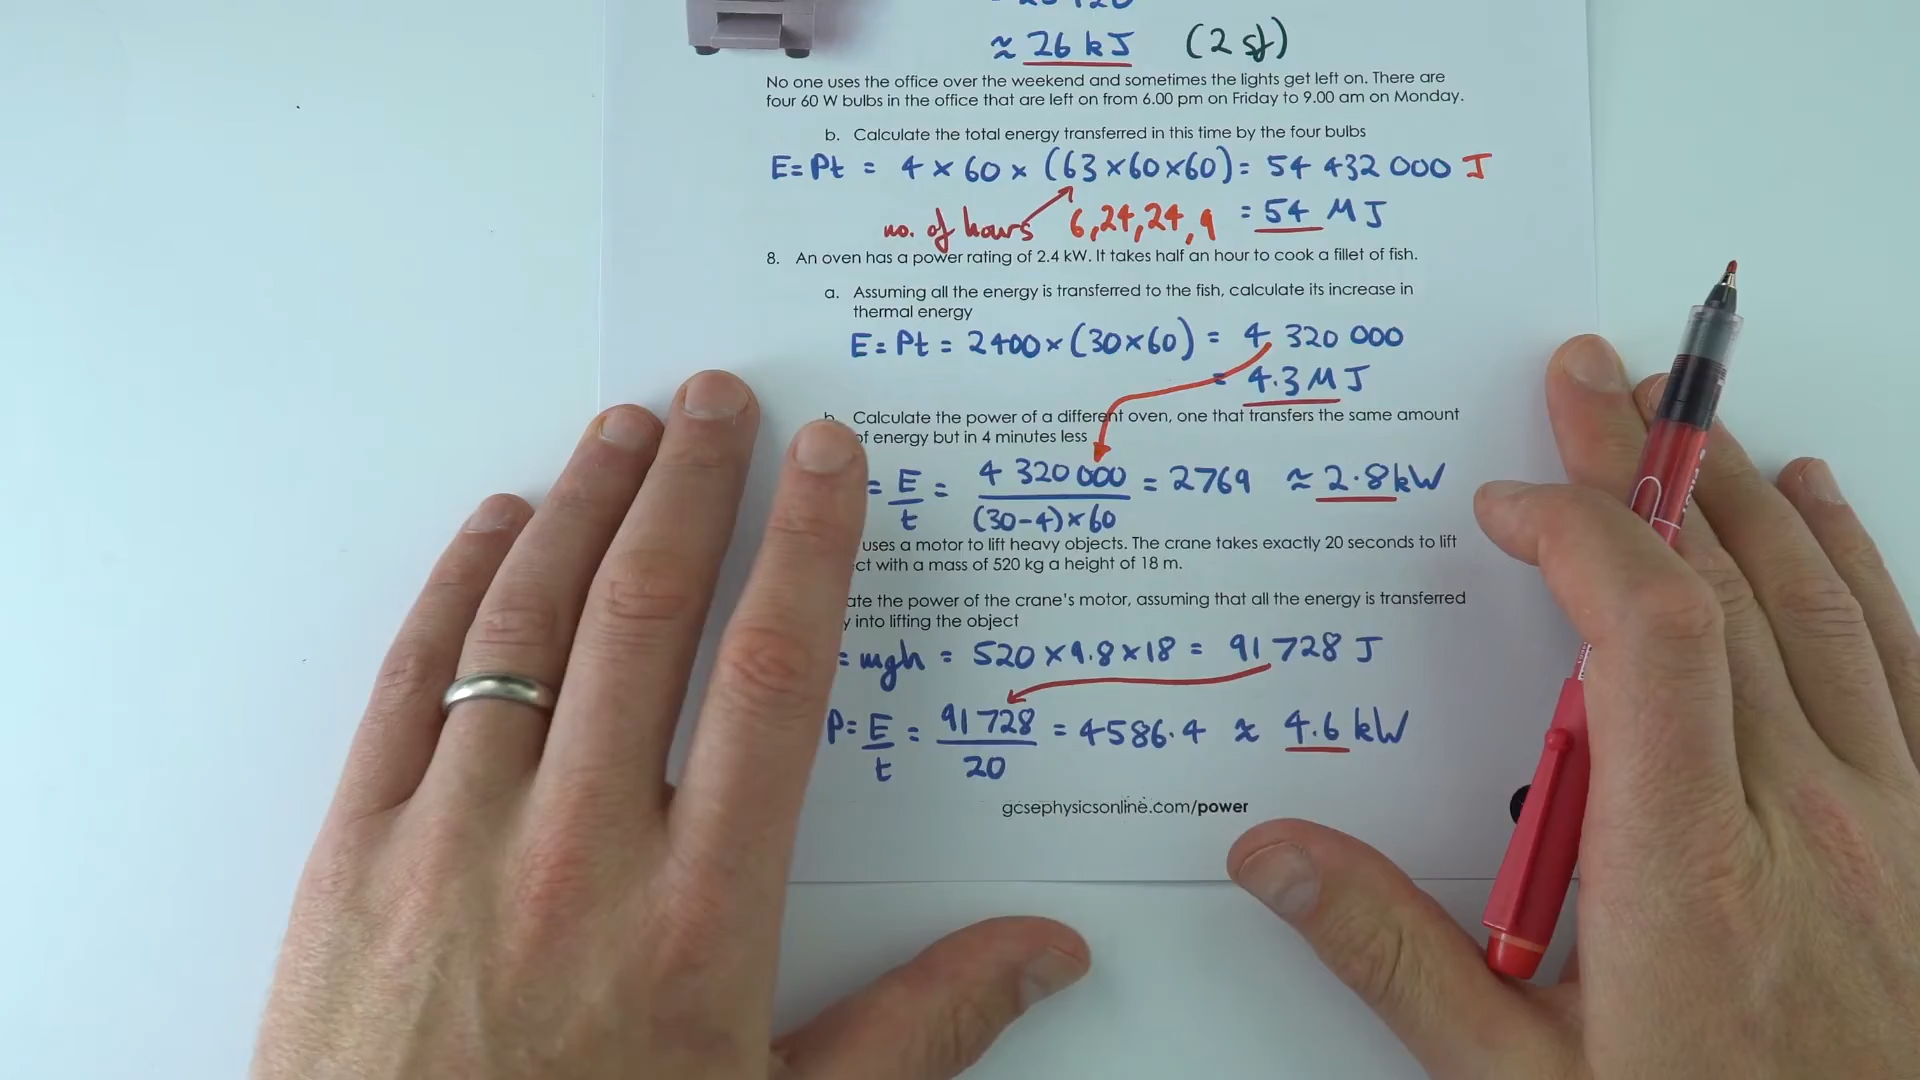 ≈ 26 kJ (2 sf)
No one uses the office over the weekend and sometimes the lights get left on. There are
four 60 W bulbs in the office that are left on from 6.00 pm on Friday to 9.00 am on Monday.
b. Calculate the total energy transferred in this time by the four bulbs
E = Pt = 4 × 60 × (63 × 60 × 60) = 54 432 000 J
no. of hours 6, 24, 24, 9 = 54 MJ
8. An oven has a power rating of 2.4 kW. It takes half an hour to cook a fillet of fish.
a. Assuming all the energy is transferred to the fish, calculate its increase in
thermal energy
E = Pt = 2400 × (30 × 60) = 4 320 000
= 4.3 MJ
Calculate the power of a different oven, one that transfers the same amount
of energy but in 4 minutes less
= E/t = 4 320 000 / (30 - 4) × 60 = 2769 ≈ 2.8 kW
uses a motor to lift heavy objects. The crane takes exactly 20 seconds to lift
ct with a mass of 520 kg a height of 18 m.
ate the power of the crane's motor, assuming that all the energy is transferred
y into lifting the object
= mgh = 520 × 9.8 × 18 = 91 728 J
P = E/t = 91 728 / 20 = 4586.4 ≈ 4.6 kW
gcsephysicsonline.com/power